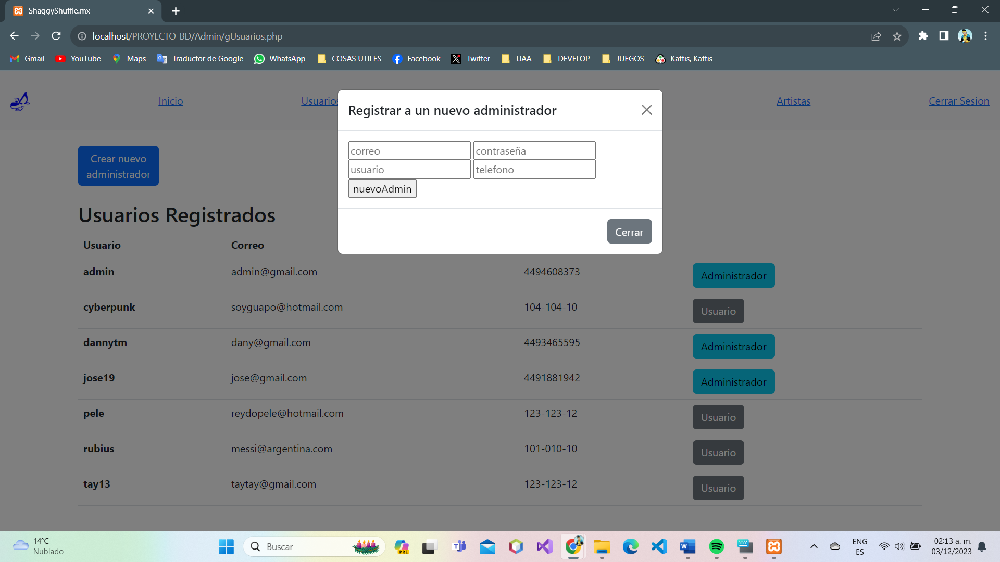 ShaggyShuffle.mx
localhost/PROYECTO_BD/Admin/gUsuarios.php
Gmail YouTube Maps Traductor de Google WhatsApp COSAS UTILES Facebook Twitter UAA DEVELOP JUEGOS Kattis, Kattis
Inicio Usuarios Artistas Cerrar Sesion
Registrar a un nuevo administrador
correo contraseña
usuario telefono
nuevoAdmin
Cerrar
Crear nuevo
administrador
Usuarios Registrados
Usuario Correo
admin admin@gmail.com 4494608373 Administrador
cyberpunk soyguapo@hotmail.com 104-104-10 Usuario
dannytm dany@gmail.com 4493465595 Administrador
jose19 jose@gmail.com 4491881942 Administrador
pele reydopele@hotmail.com 123-123-12 Usuario
rubius messi@argentina.com 101-010-10 Usuario
tay13 taytay@gmail.com 123-123-12 Usuario
14°C
Nublado
Buscar
PRE
ENG
ES
02:13 a. m.
03/12/2023